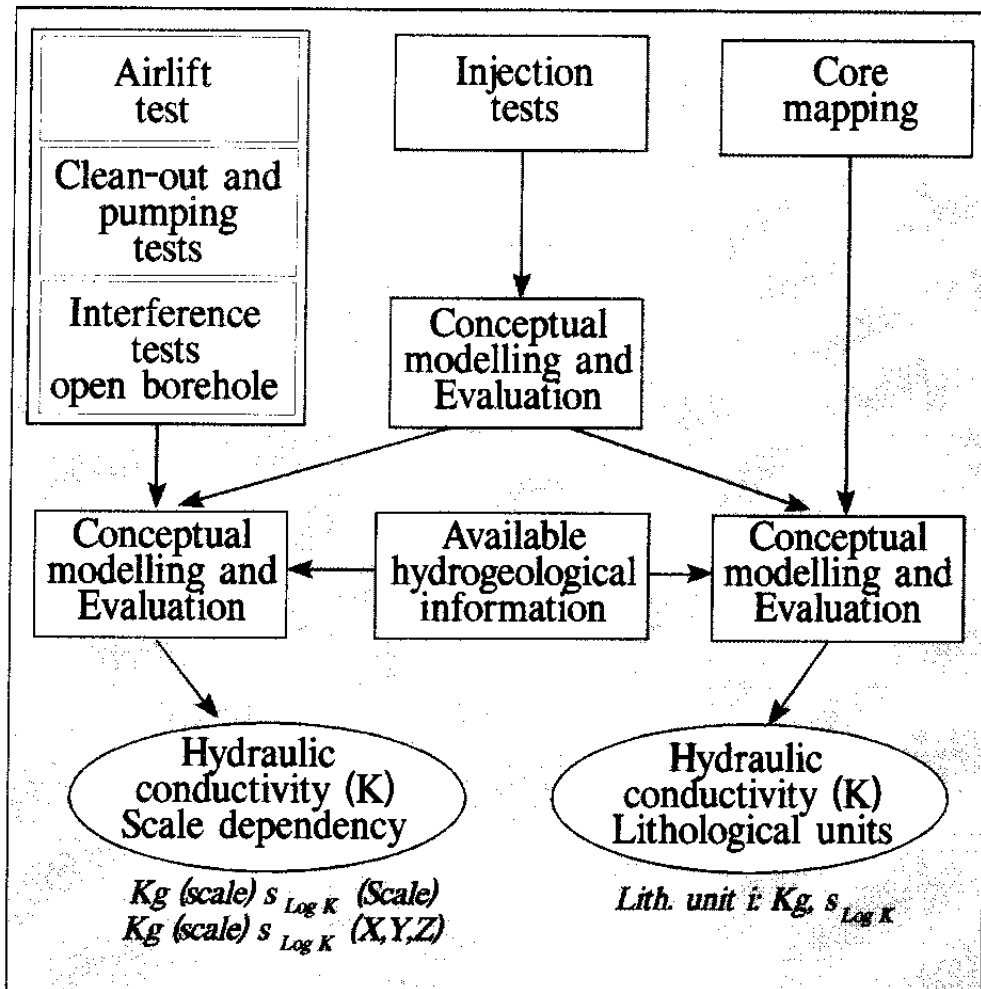 Airlift
test
Clean-out and
pumping
tests
Interference
tests
open borehole
Injection
tests
Core
mapping
Conceptual
modelling and
Evaluation
Conceptual
modelling and
Evaluation
Available
hydrogeological
information
Conceptual
modelling and
Evaluation
Hydraulic
conductivity (K)
Scale dependency
Hydraulic
conductivity (K)
Lithological units
Kg (scale) s Log K (Scale)
Kg (scale) s Log K (X,Y,Z)
Lith. unit i: Kg, s Log K